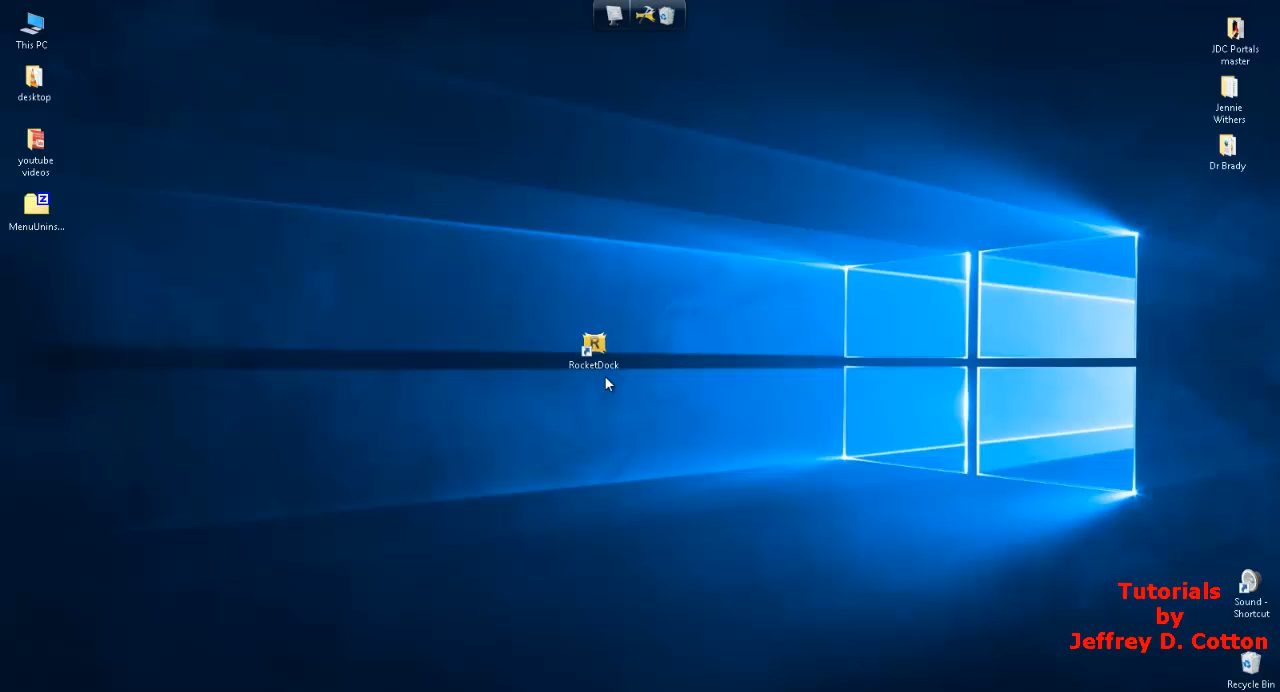 This PC
desktop
youtube
videos
MenuUnins...
RocketDock
JDC Portals
master
Jennie
Withers
Dr Brady
Tutorials
by
Jeffrey D. Cotton
Sound -
Shortcut
Recycle Bin